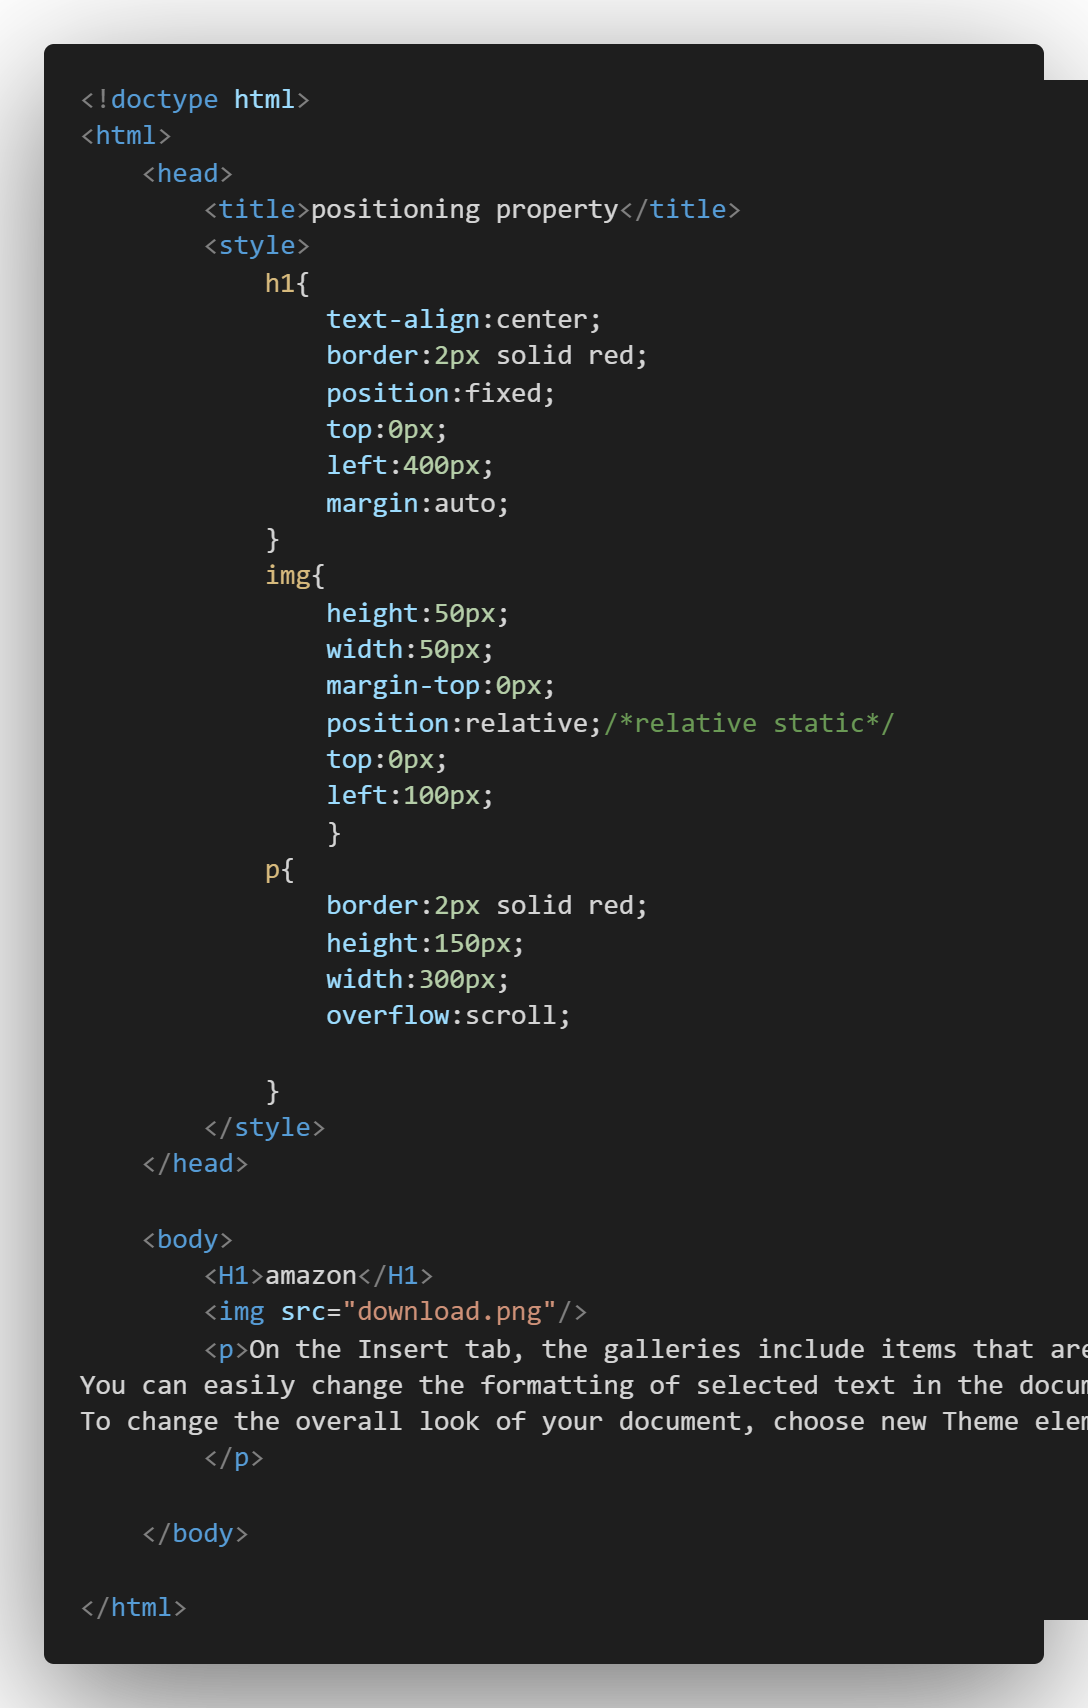 <!doctype html>
<html>
    <head>
        <title>positioning property</title>
        <style>
            h1{
                text-align:center;
                border:2px solid red;
                position:fixed;
                top:0px;
                left:400px;
                margin:auto;
            }
            img{
                height:50px;
                width:50px;
                margin-top:0px;
                position:relative;/*relative static*/
                top:0px;
                left:100px;
                }
            p{
                border:2px solid red;
                height:150px;
                width:300px;
                overflow:scroll;

            }
        </style>
    </head>

    <body>
        <H1>amazon</H1>
        <img src="download.png"/>
        <p>On the Insert tab, the galleries include items that are
You can easily change the formatting of selected text in the
To change the overall look of your document, choose new Theme
        </p>

    </body>

</html>